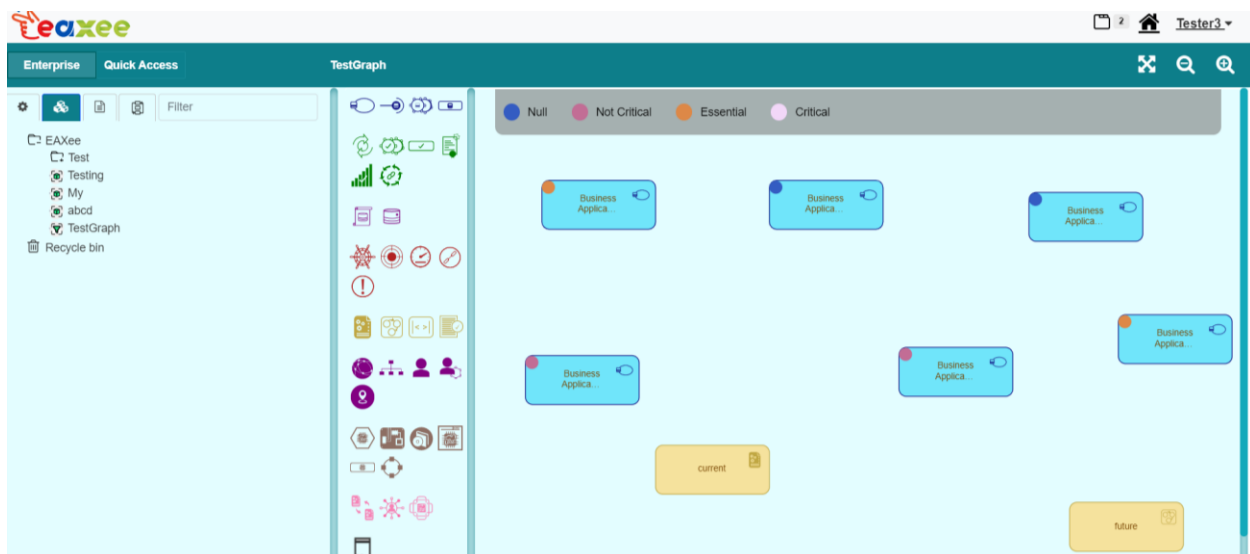 eaxee
2
Tester3
Enterprise
Quick Access
TestGraph
Filter
Null
Not Critical
Essential
Critical
EAXee
Test
Testing
My
abcd
TestGraph
Recycle bin
Business
Applica...
Business
Applica...
Business
Applica...
Business
Applica...
Business
Applica...
Business
Applica...
current
future